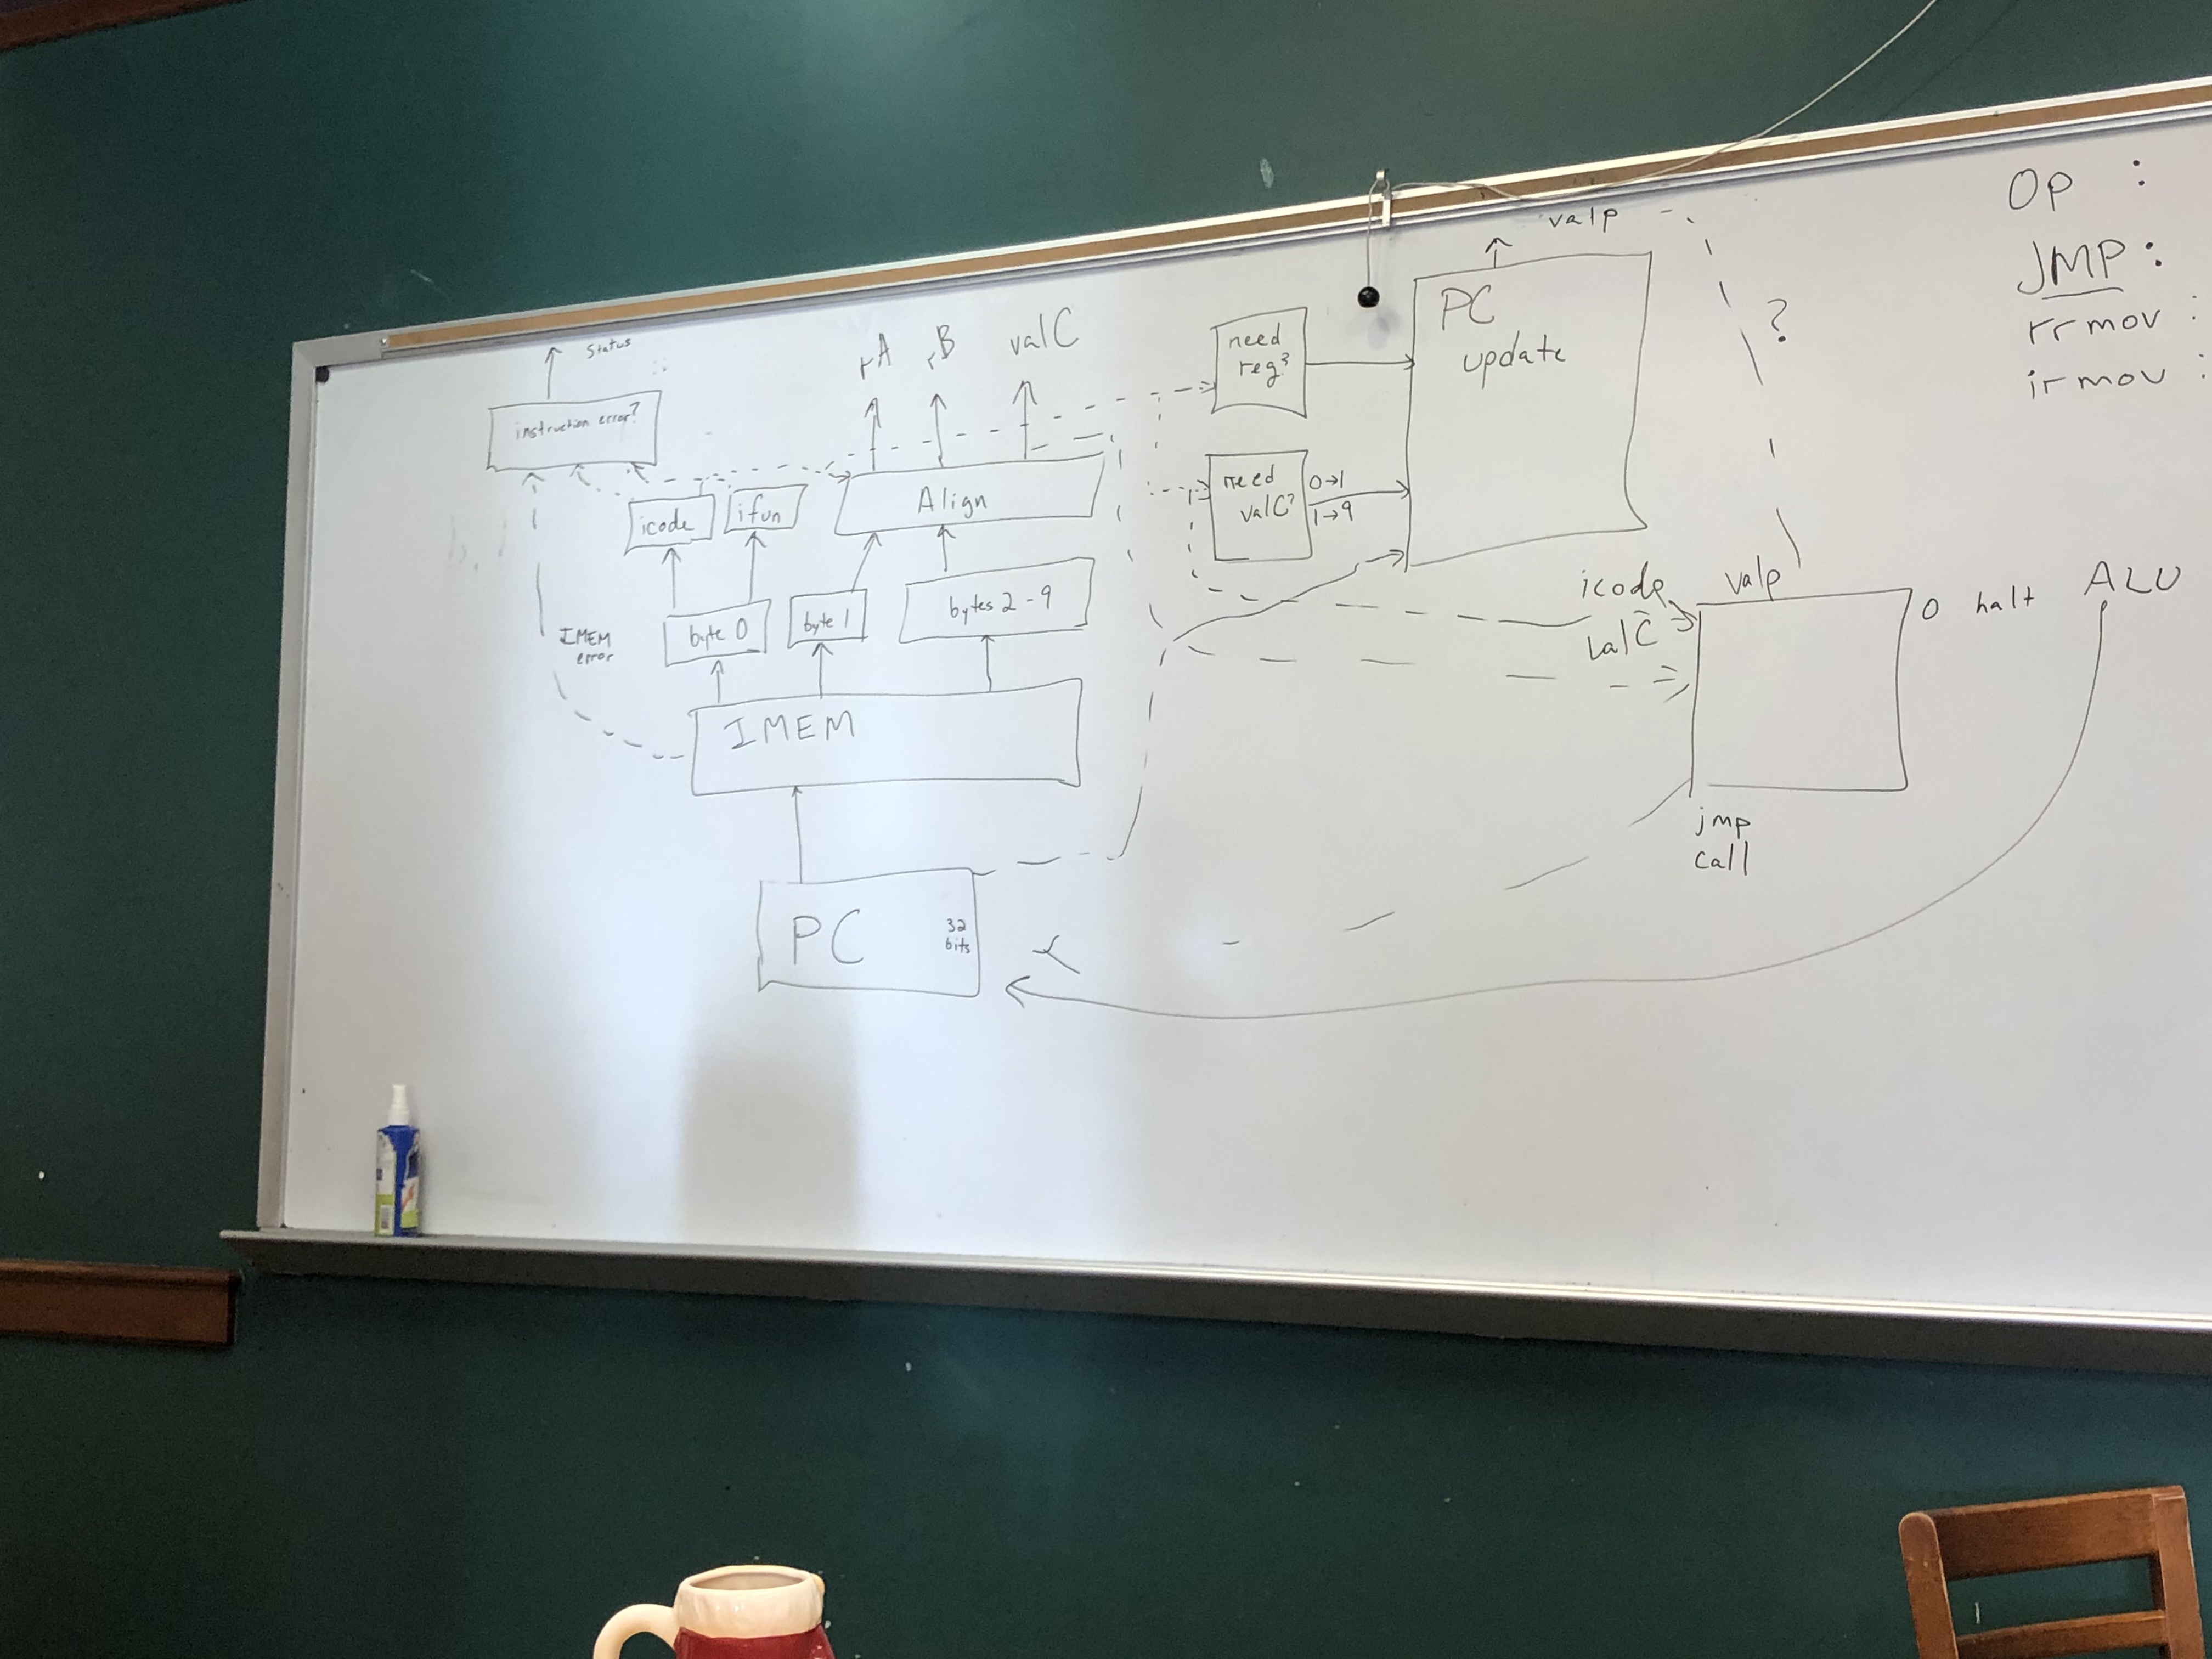 Op :
JMP :
rrmov :
irmov :
valp
?
PC
update
need
reg?
need
valC?
0→1
1→9
rA
rB
valC
Status
instruction error?
icode
ifun
Align
byte 0
byte 1
bytes 2 - 9
IMEM
error
IMEM
PC
32
bits
icode
valC
valp
0 halt
ALU
jmp
call